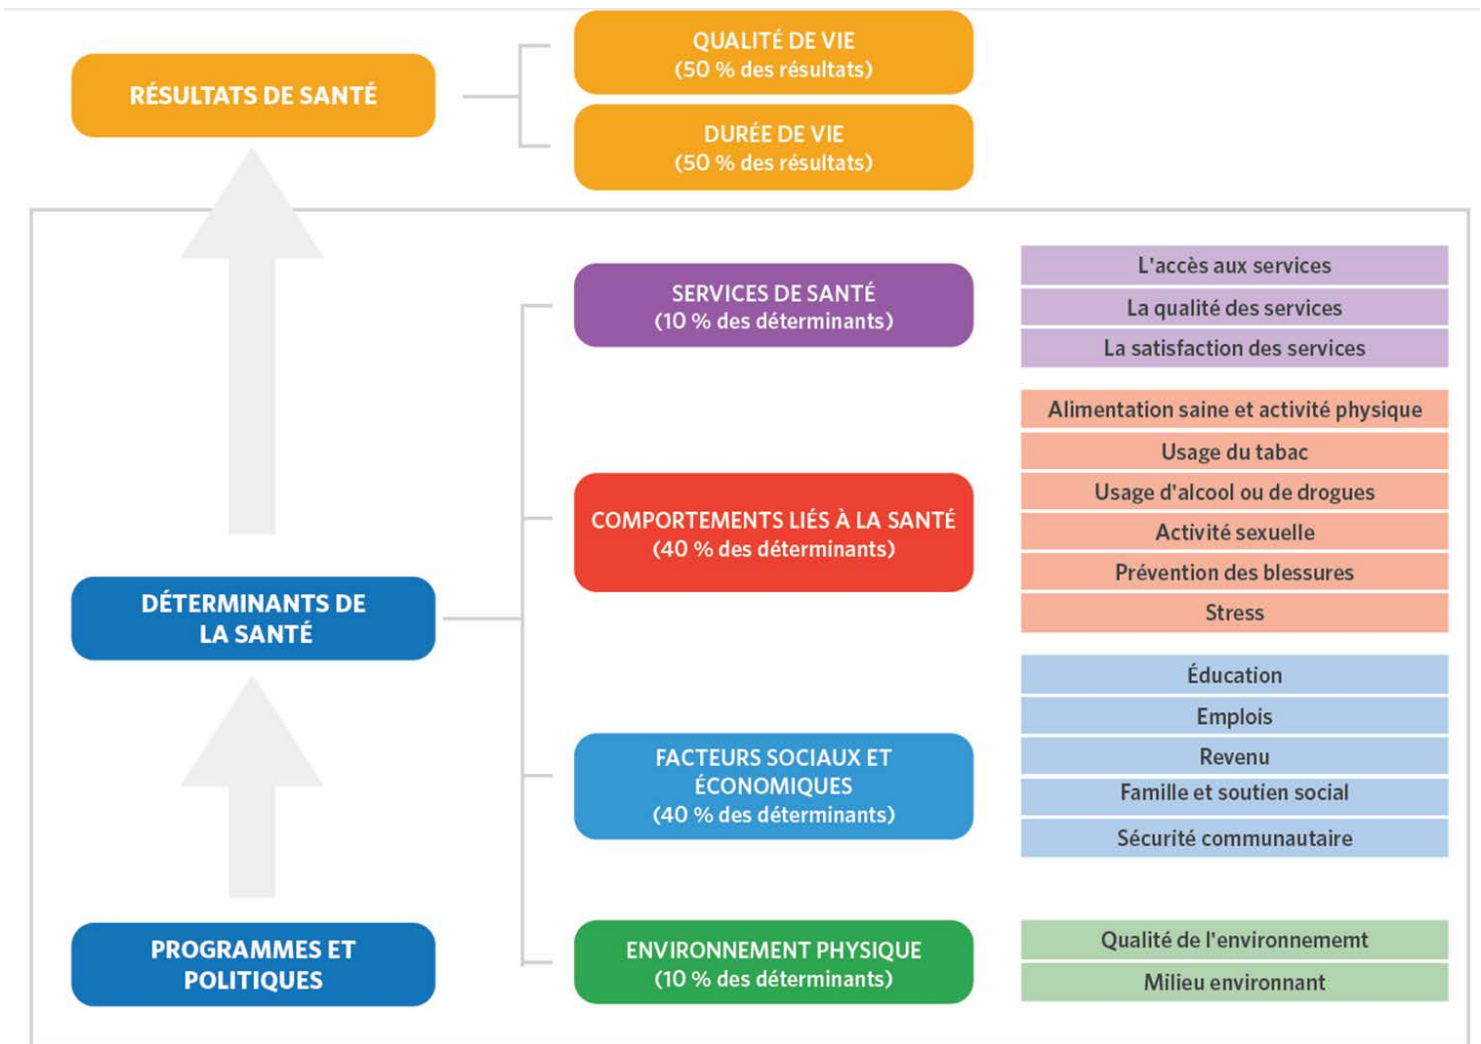 RÉSULTATS DE SANTÉ
QUALITÉ DE VIE
(50 % des résultats)
DURÉE DE VIE
(50 % des résultats)
DÉTERMINANTS DE
LA SANTÉ
PROGRAMMES ET
POLITIQUES
SERVICES DE SANTÉ
(10 % des déterminants)
L'accès aux services
La qualité des services
La satisfaction des services
COMPORTEMENTS LIÉS À LA SANTÉ
(40 % des déterminants)
Alimentation saine et activité physique
Usage du tabac
Usage d'alcool ou de drogues
Activité sexuelle
Prévention des blessures
Stress
FACTEURS SOCIAUX ET
ÉCONOMIQUES
(40 % des déterminants)
Éducation
Emplois
Revenu
Famille et soutien social
Sécurité communautaire
ENVIRONNEMENT PHYSIQUE
(10 % des déterminants)
Qualité de l'environnememt
Milieu environnant